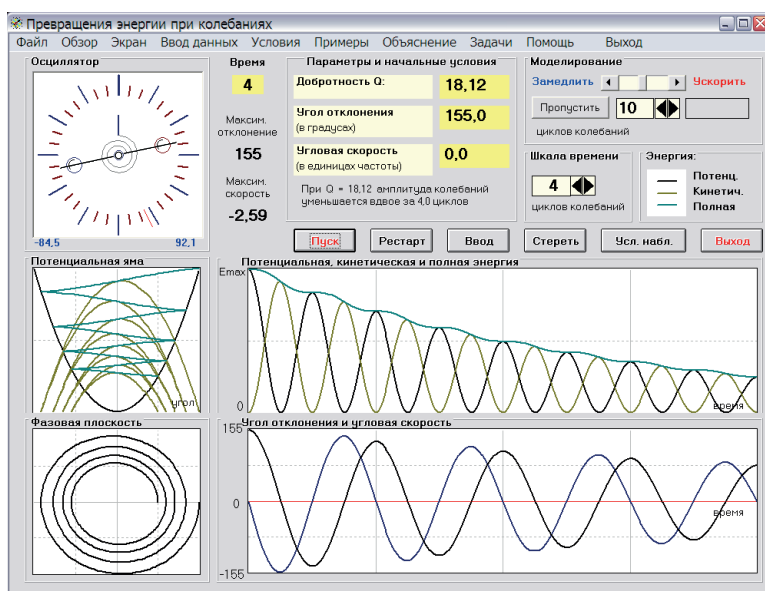 Превращения энергии при колебаниях
Файл Обзор Экран Ввод данных Условия Примеры Объяснение Задачи Помощь Выход
Осциллятор
-84,5 92,1
Время
4
Максим.
отклонение
155
Максим.
скорость
-2,59
Параметры и начальные условия
Добротность Q: 18,12
Угол отклонения
(в градусах) 155,0
Угловая скорость
(в единицах частоты) 0,0
При Q = 18,12 амплитуда колебаний
уменьшается вдвое за 4,0 циклов
Моделирование
Замедлить Ускорить
Пропустить 10
циклов колебаний
Шкала времени
4
циклов колебаний
Энергия:
Потенц.
Кинетич.
Полная
Пуск Рестарт Ввод Стереть Усл. набл. Выход
Потенциальная яма
угол
Потенциальная, кинетическая и полная энергия
Emax
0
время
Фазовая плоскость
Угол отклонения и угловая скорость
155
0
время
-155